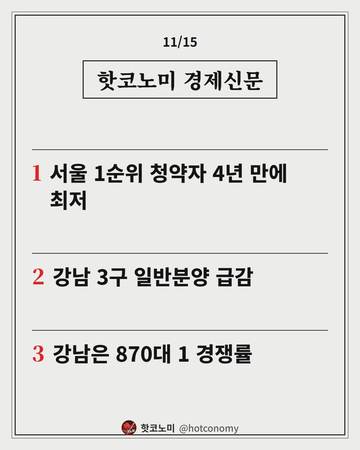 11/15
핫코노미 경제신문
1 서울 1순위 청약자 4년 만에
최저
2 강남 3구 일반분양 급감
3 강남은 870대 1 경쟁률
핫코노미 @hotconomy